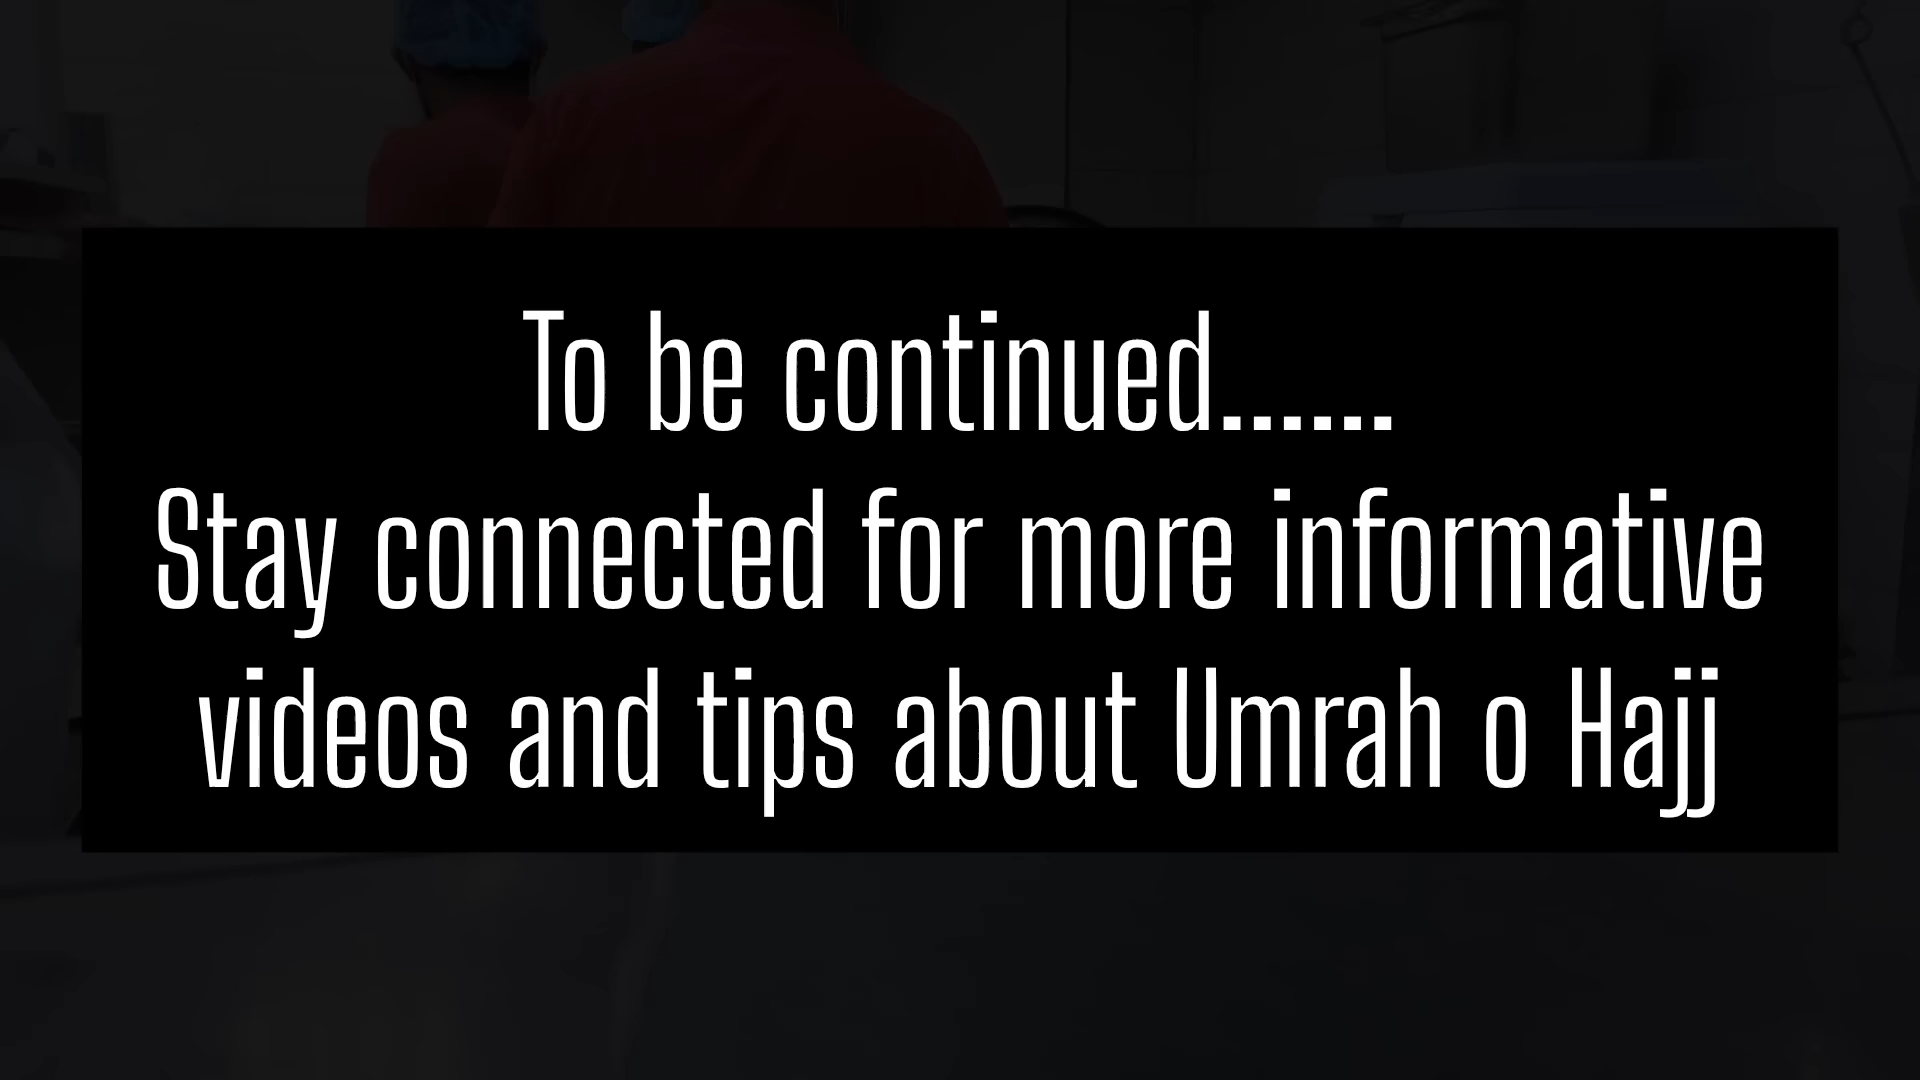 To be continued......
Stay connected for more informative
videos and tips about Umrah o Hajj